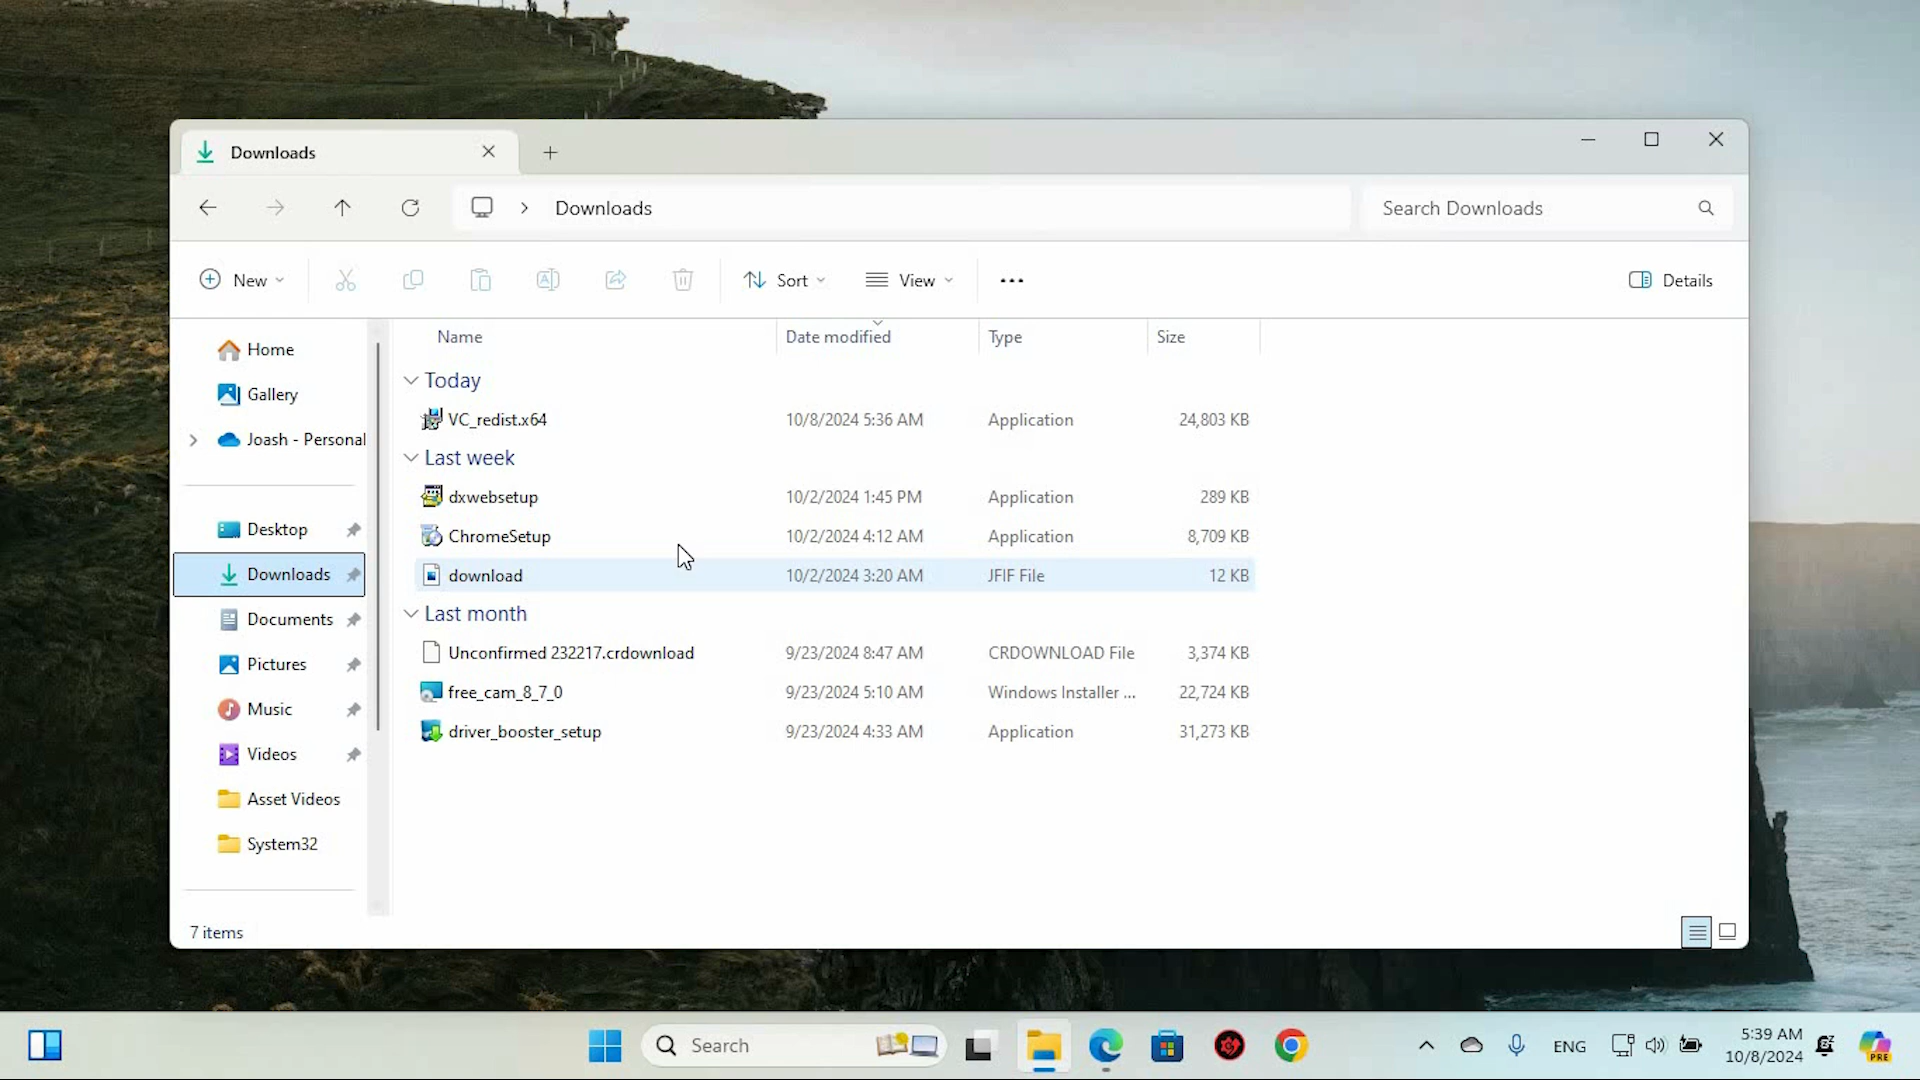 Downloads
Downloads
Search Downloads
New
Sort
View
Details
Name Date modified Type Size
Home
Gallery
Joash - Personal
Desktop
Downloads
Documents
Pictures
Music
Videos
Asset Videos
System32
Today
VC_redist.x64 10/8/2024 5:36 AM Application 24,803 KB
Last week
dxwebsetup 10/2/2024 1:45 PM Application 289 KB
ChromeSetup 10/2/2024 4:12 AM Application 8,709 KB
download 10/2/2024 3:20 AM JFIF File 12 KB
Last month
Unconfirmed 232217.crdownload 9/23/2024 8:47 AM CRDOWNLOAD File 3,374 KB
free_cam_8_7_0 9/23/2024 5:10 AM Windows Installer ... 22,724 KB
driver_booster_setup 9/23/2024 4:33 AM Application 31,273 KB
7 items
Search
ENG
5:39 AM
10/8/2024
PRE